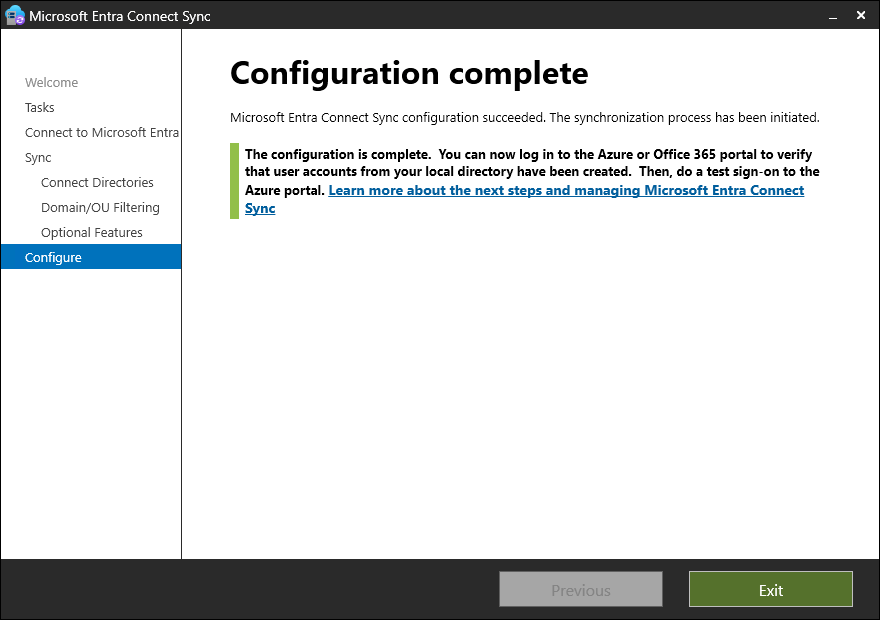 Microsoft Entra Connect Sync
Welcome
Tasks
Connect to Microsoft Entra
Sync
Connect Directories
Domain/OU Filtering
Optional Features
Configure
Configuration complete
Microsoft Entra Connect Sync configuration succeeded. The synchronization process has been initiated.
The configuration is complete.  You can now log in to the Azure or Office 365 portal to verify
that user accounts from your local directory have been created.  Then, do a test sign-on to the
Azure portal. Learn more about the next steps and managing Microsoft Entra Connect
Sync
Previous
Exit